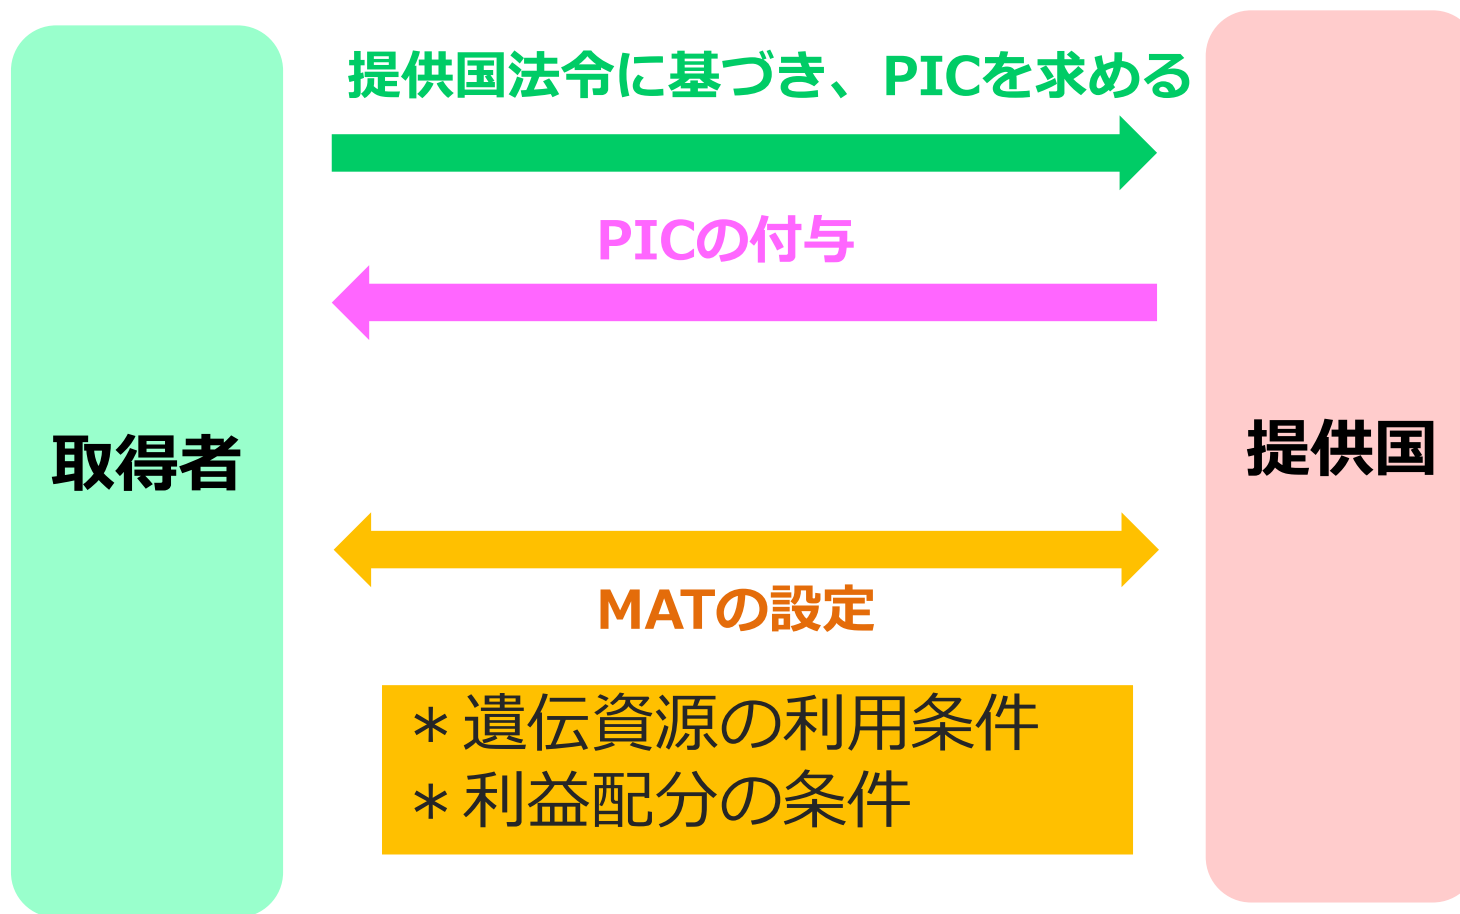 提供国法令に基づき、PICを求める
PICの付与
取得者
提供国
MATの設定
＊遺伝資源の利用条件
＊利益配分の条件